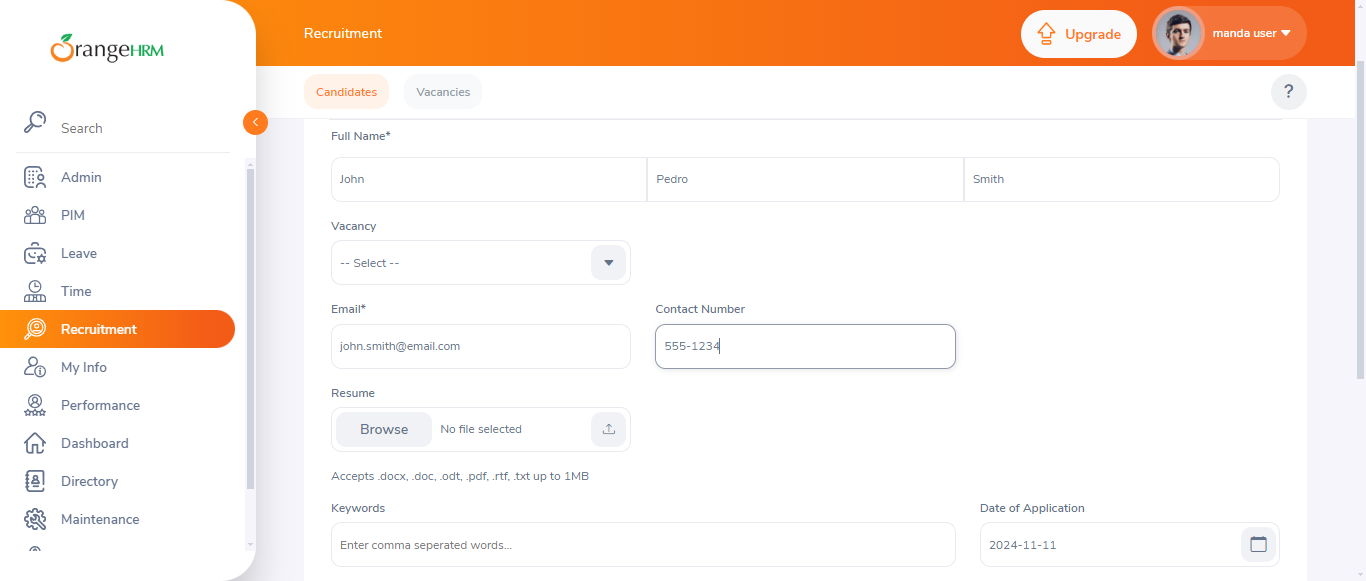 OrangeHRM
Recruitment
Upgrade
manda user
Candidates
Vacancies
?
Search
Admin
PIM
Leave
Time
Recruitment
My Info
Performance
Dashboard
Directory
Maintenance
Full Name*
John
Pedro
Smith
Vacancy
-- Select --
Email*
Contact Number
john.smith@email.com
555-1234
Resume
Browse
No file selected
Accepts .docx, .doc, .odt, .pdf, .rtf, .txt up to 1MB
Keywords
Date of Application
Enter comma seperated words...
2024-11-11